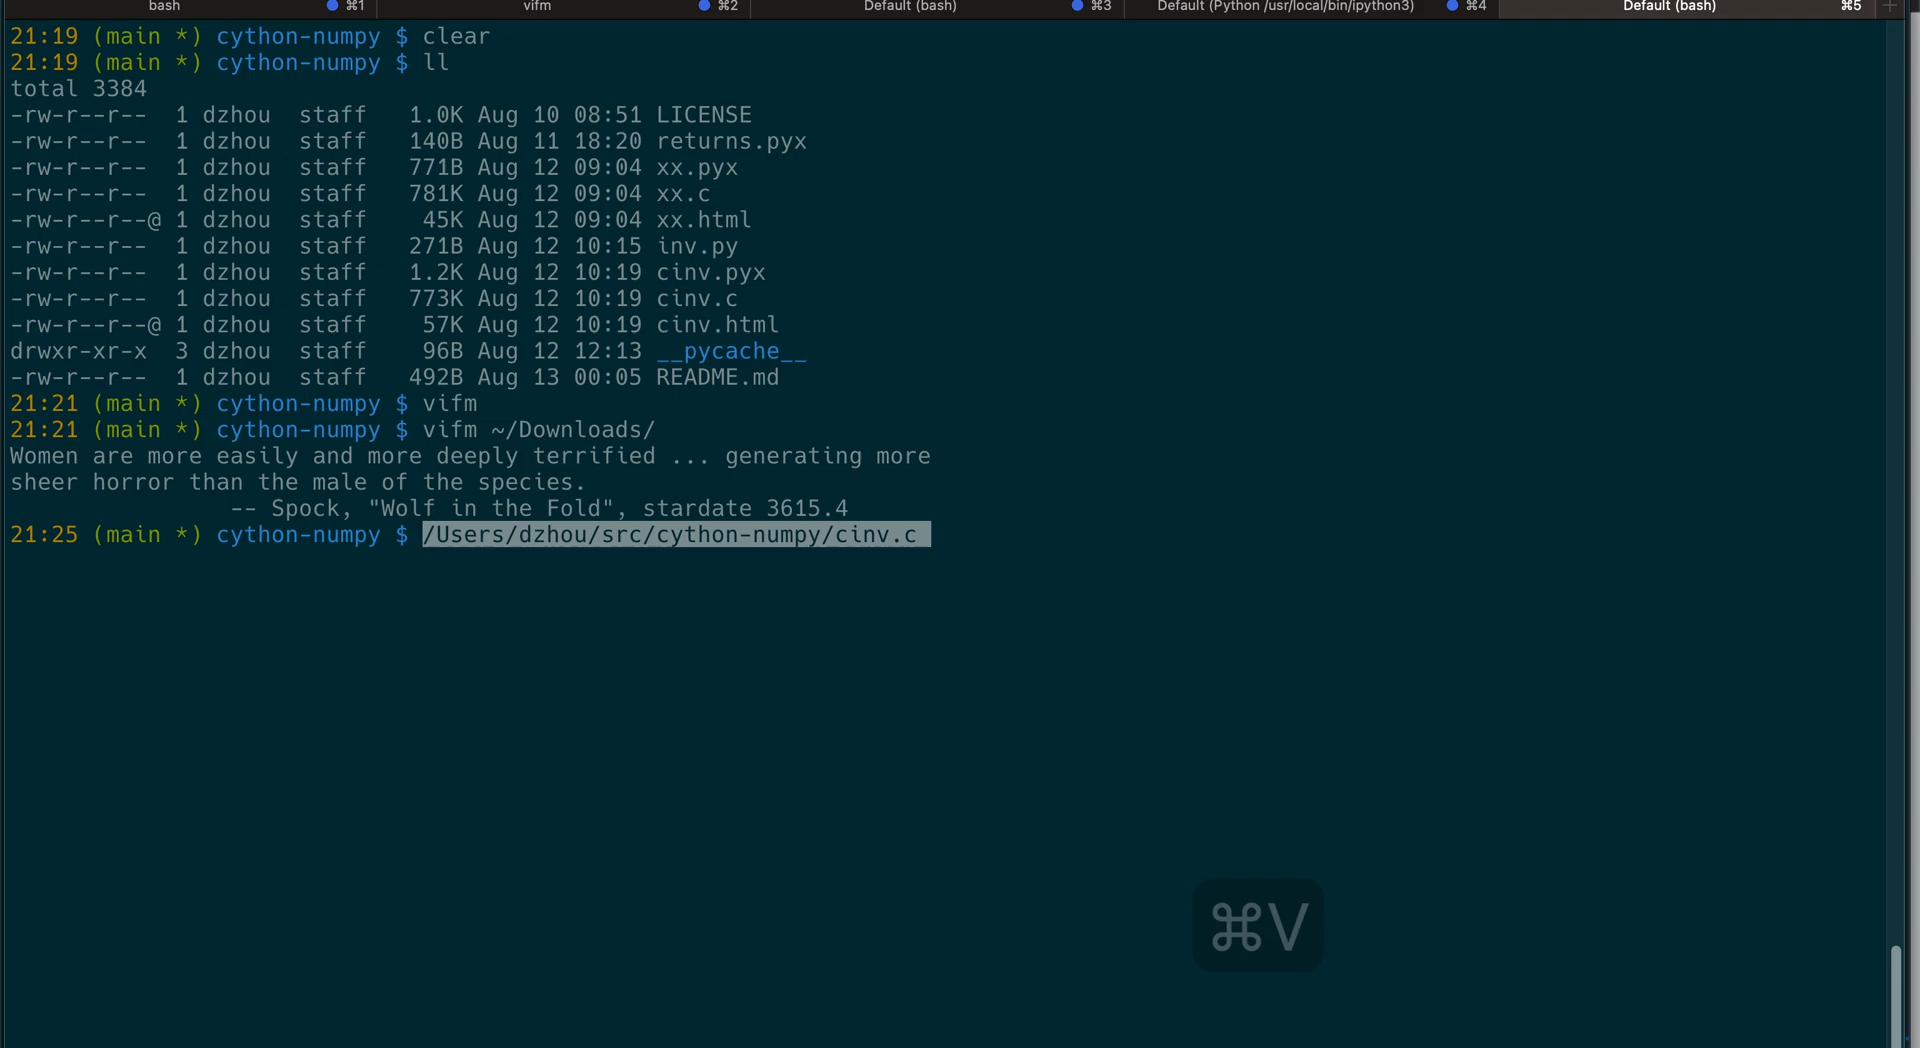 bash ⌘1 vifm ⌘2 Default (bash) ⌘3 Default (Python /usr/local/bin/ipython3) ⌘4 Default (bash) ⌘5 +
21:19 (main *) cython-numpy $ clear
21:19 (main *) cython-numpy $ ll
total 3384
-rw-r--r--  1 dzhou  staff   1.0K Aug 10 08:51 LICENSE
-rw-r--r--  1 dzhou  staff   140B Aug 11 18:20 returns.pyx
-rw-r--r--  1 dzhou  staff   771B Aug 12 09:04 xx.pyx
-rw-r--r--  1 dzhou  staff   781K Aug 12 09:04 xx.c
-rw-r--r--@ 1 dzhou  staff    45K Aug 12 09:04 xx.html
-rw-r--r--  1 dzhou  staff   271B Aug 12 10:15 inv.py
-rw-r--r--  1 dzhou  staff   1.2K Aug 12 10:19 cinv.pyx
-rw-r--r--  1 dzhou  staff   773K Aug 12 10:19 cinv.c
-rw-r--r--@ 1 dzhou  staff    57K Aug 12 10:19 cinv.html
drwxr-xr-x  3 dzhou  staff    96B Aug 12 12:13 __pycache__
-rw-r--r--  1 dzhou  staff   492B Aug 13 00:05 README.md
21:21 (main *) cython-numpy $ vifm
21:21 (main *) cython-numpy $ vifm ~/Downloads/
Women are more easily and more deeply terrified ... generating more
sheer horror than the male of the species.
-- Spock, "Wolf in the Fold", stardate 3615.4
21:25 (main *) cython-numpy $ /Users/dzhou/src/cython-numpy/cinv.c
⌘V